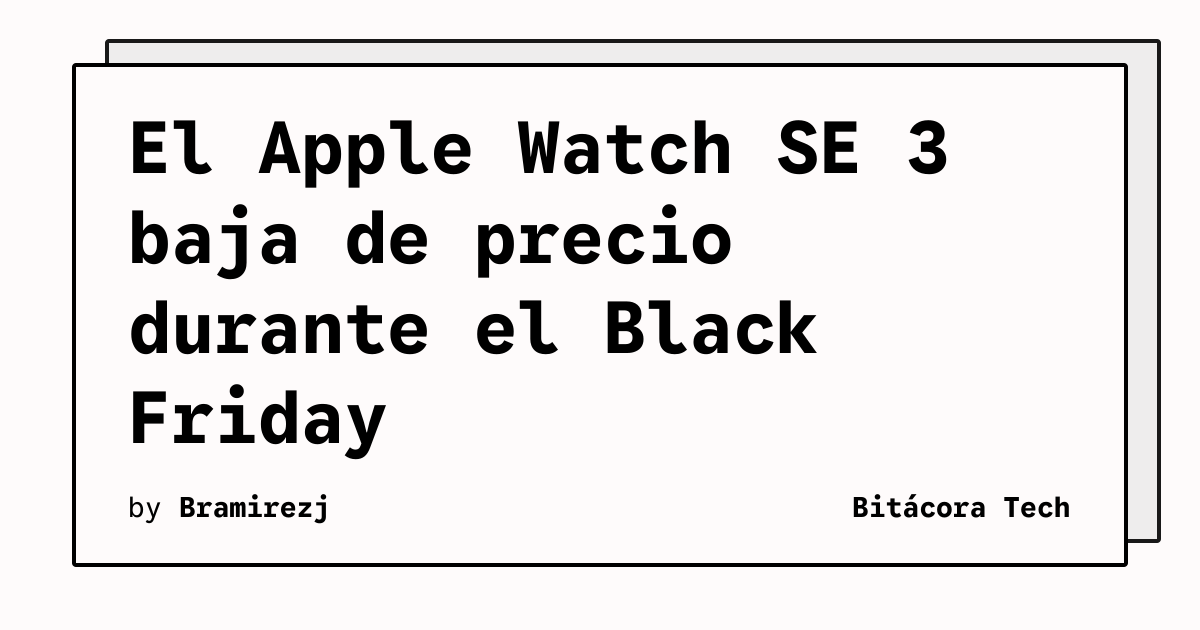 El Apple Watch SE 3
baja de precio
durante el Black
Friday
by Bramirezj
Bitácora Tech